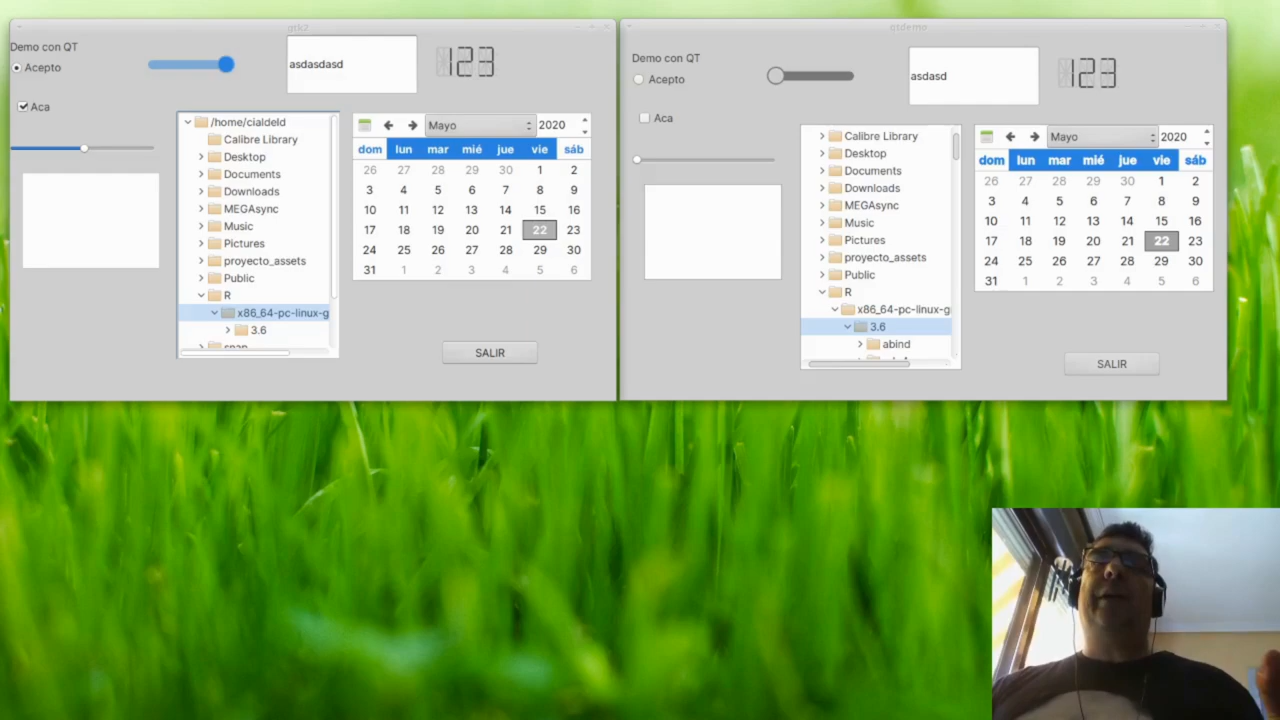 gtk2
Demo con QT
Acepto
asdasdasd
123
Aca
/home/cialdeld
Calibre Library
Desktop
Documents
Downloads
MEGAsync
Music
Pictures
proyecto_assets
Public
R
x86_64-pc-linux-g
3.6
snap
Mayo 2020
dom lun mar mié jue vie sáb
26 27 28 29 30 1 2
3 4 5 6 7 8 9
10 11 12 13 14 15 16
17 18 19 20 21 22 23
24 25 26 27 28 29 30
31 1 2 3 4 5 6
SALIR
qtdemo
Demo con QT
Acepto
asdasd
123
Aca
Calibre Library
Desktop
Documents
Downloads
MEGAsync
Music
Pictures
proyecto_assets
Public
R
x86_64-pc-linux-g
3.6
abind
Mayo 2020
dom lun mar mié jue vie sáb
26 27 28 29 30 1 2
3 4 5 6 7 8 9
10 11 12 13 14 15 16
17 18 19 20 21 22 23
24 25 26 27 28 29 30
31 1 2 3 4 5 6
SALIR